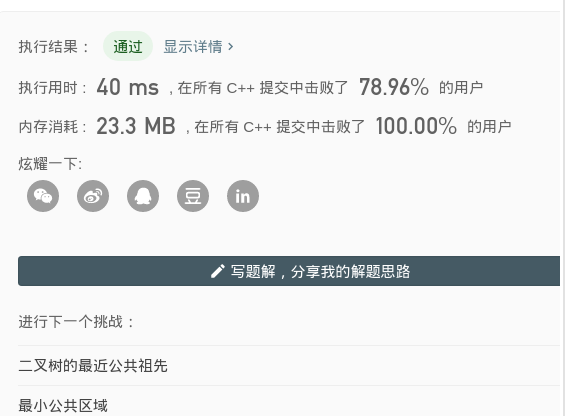 执行结果： 通过 显示详情 >
执行用时： 40 ms ，在所有 C++ 提交中击败了 78.96% 的用户
内存消耗： 23.3 MB ，在所有 C++ 提交中击败了 100.00% 的用户
炫耀一下:
豆 in
写题解，分享我的解题思路
进行下一个挑战：
二叉树的最近公共祖先
最小公共区域